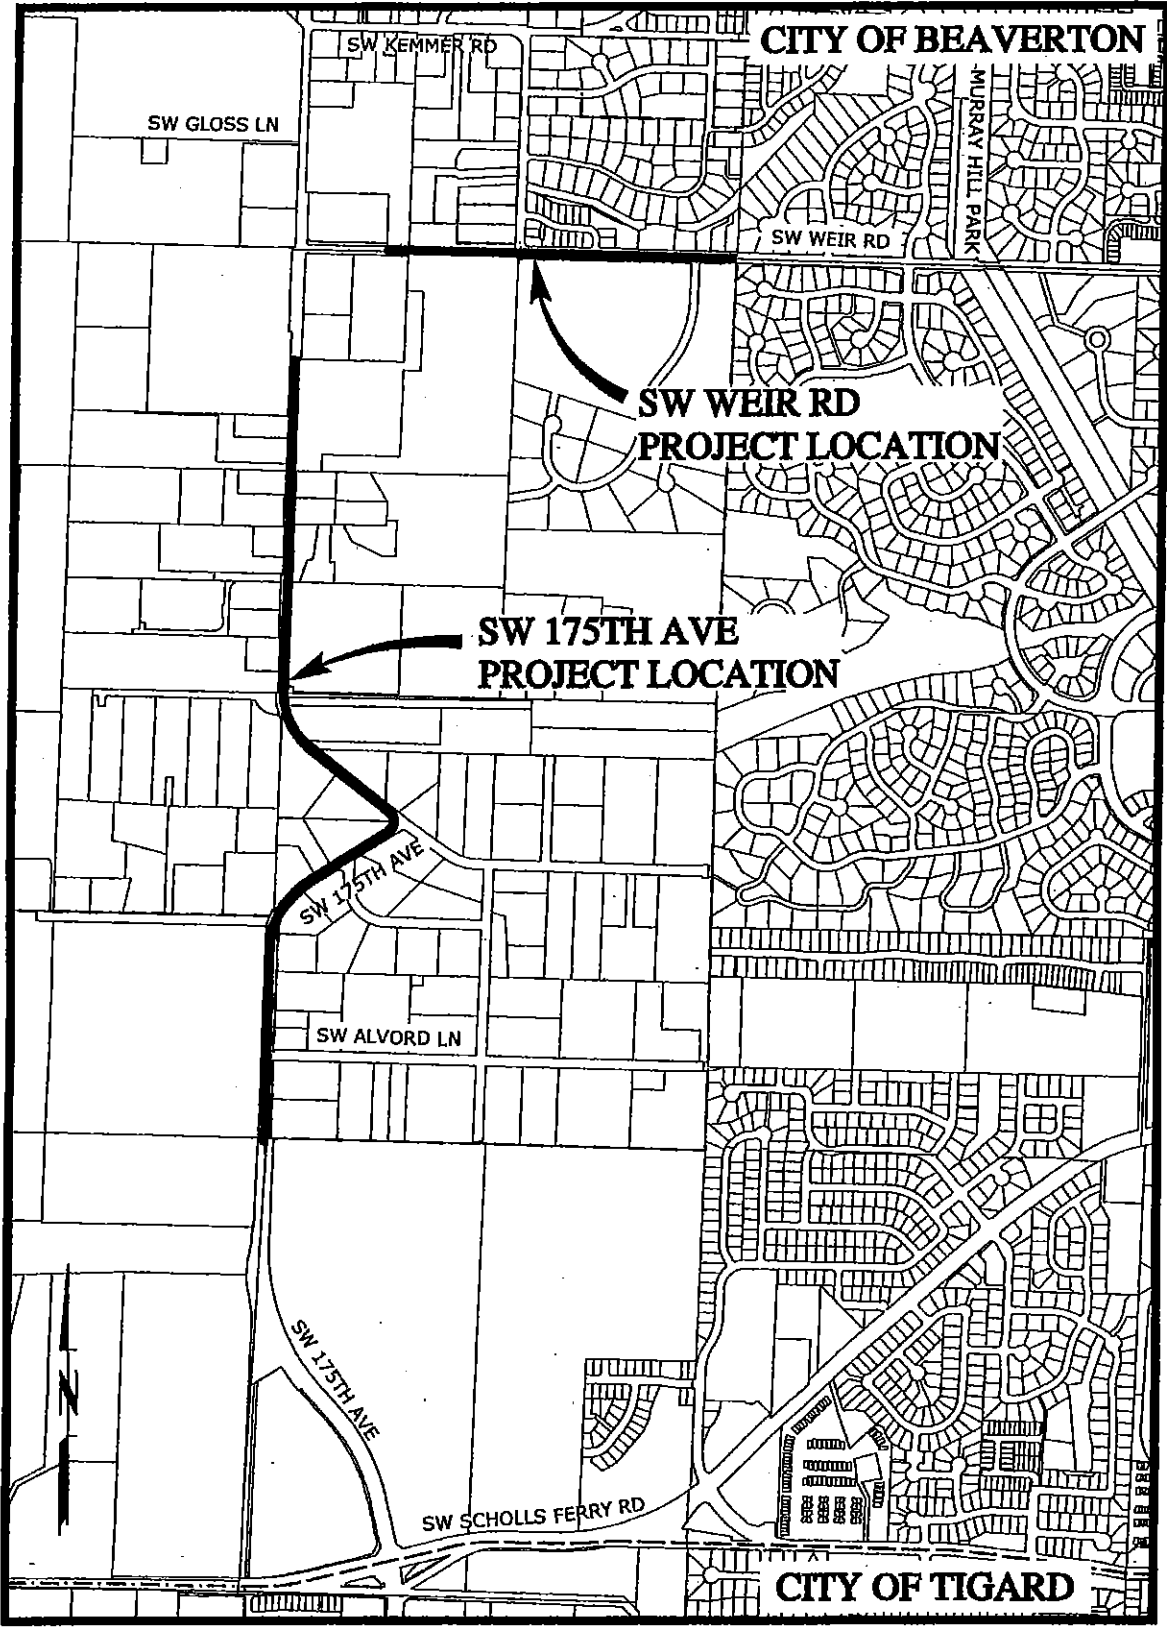 CITY OF BEAVERTON
SW KEMMER RD
SW GLOSS LN
MURRAY HILL PARK
SW WEIR RD
SW WEIR RD
PROJECT LOCATION
SW 175TH AVE
PROJECT LOCATION
SW 175TH AVE
SW ALVORD LN
SW 175TH AVE
N
SW SCHOLLS FERRY RD
CITY OF TIGARD